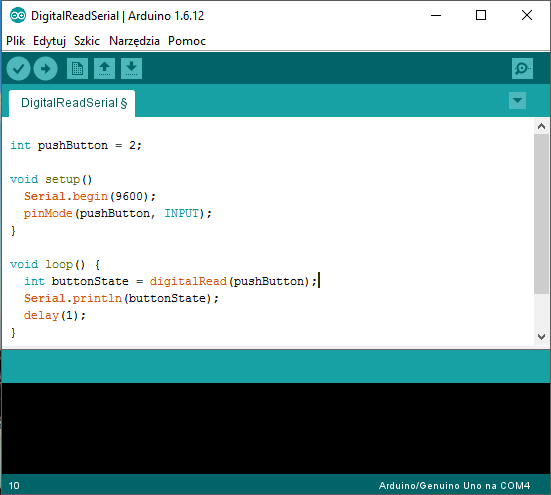 DigitalReadSerial | Arduino 1.6.12
Plik Edytuj Szkic Narzędzia Pomoc
DigitalReadSerial §
int pushButton = 2;
void setup()
Serial.begin(9600);
pinMode(pushButton, INPUT);
}
void loop() {
int buttonState = digitalRead(pushButton);
Serial.println(buttonState);
delay(1);
}
10 Arduino/Genuino Uno na COM4